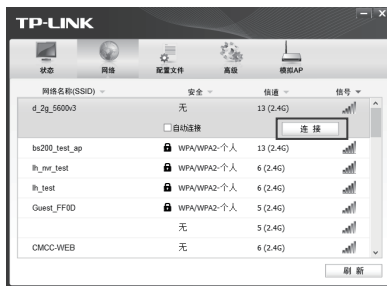 TP-LINK
状态 网络 配置文件 高级 模拟AP
网络名称(SSID) 安全 信道 信号
d_2g_5600v3 无 13 (2.4G)
自动连接 连 接
bs200_test_ap WPA/WPA2-个人 13 (2.4G)
lh_nvr_test WPA/WPA2-个人 6 (2.4G)
lh_test WPA/WPA2-个人 6 (2.4G)
Guest_FF0D WPA/WPA2-个人 5 (2.4G)
无 5 (2.4G)
CMCC-WEB 无 6 (2.4G)
刷 新